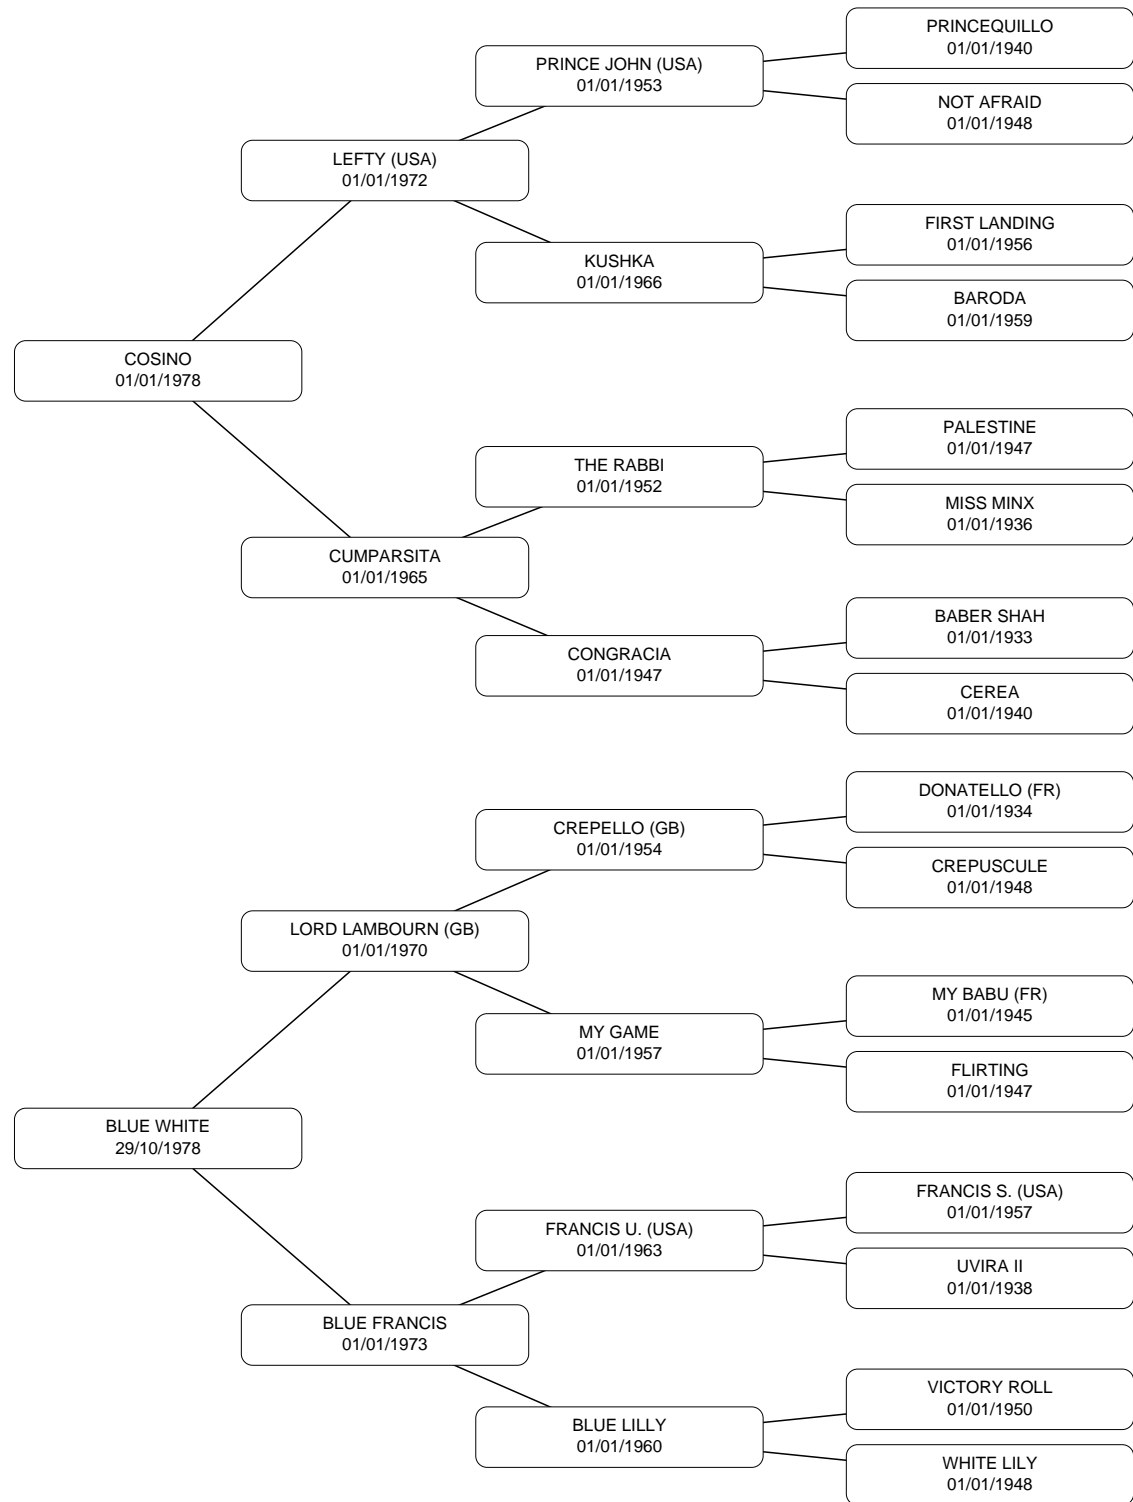 PRINCEQUILLO
01/01/1940
PRINCE JOHN (USA)
01/01/1953
NOT AFRAID
01/01/1948
LEFTY (USA)
01/01/1972
FIRST LANDING
01/01/1956
KUSHKA
01/01/1966
BARODA
01/01/1959
COSINO
01/01/1978
PALESTINE
01/01/1947
THE RABBI
01/01/1952
MISS MINX
01/01/1936
CUMPARSITA
01/01/1965
BABER SHAH
01/01/1933
CONGRACIA
01/01/1947
CEREA
01/01/1940
DONATELLO (FR)
01/01/1934
CREPELLO (GB)
01/01/1954
CREPUSCULE
01/01/1948
LORD LAMBOURN (GB)
01/01/1970
MY BABU (FR)
01/01/1945
MY GAME
01/01/1957
FLIRTING
01/01/1947
BLUE WHITE
29/10/1978
FRANCIS S. (USA)
01/01/1957
FRANCIS U. (USA)
01/01/1963
UVIRA II
01/01/1938
BLUE FRANCIS
01/01/1973
VICTORY ROLL
01/01/1950
BLUE LILLY
01/01/1960
WHITE LILY
01/01/1948